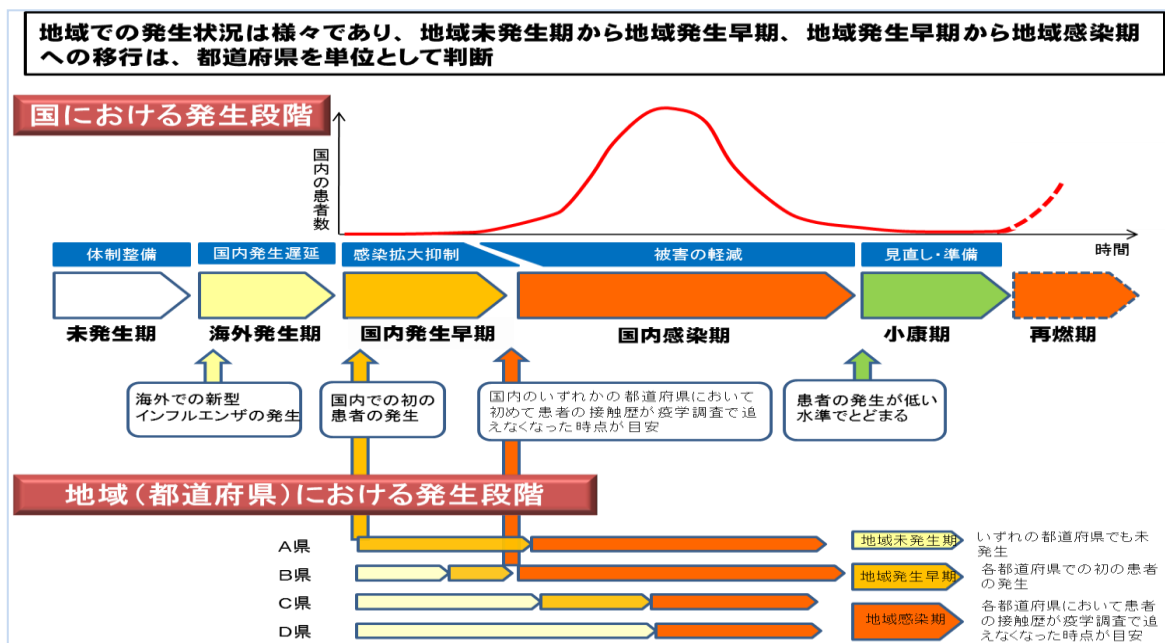 地域での発生状況は様々であり、地域未発生期から地域発生早期、地域発生早期から地域感染期
への移行は、都道府県を単位として判断
国における発生段階
国内の患者数
時間
体制整備
国内発生遅延
感染拡大抑制
被害の軽減
見直し・準備
未発生期
海外発生期
国内発生早期
国内感染期
小康期
再燃期
海外での新型
インフルエンザの発生
国内での初の
患者の発生
国内のいずれかの都道府県において
初めて患者の接触歴が疫学調査で追
えなくなった時点が目安
患者の発生が低い
水準でとどまる
地域(都道府県)における発生段階
A県
B県
C県
D県
地域未発生期
いずれの都道府県でも未
発生
地域発生早期
各都道府県での初の患者
の発生
地域感染期
各都道府県において患者
の接触歴が疫学調査で追
えなくなった時点が目安